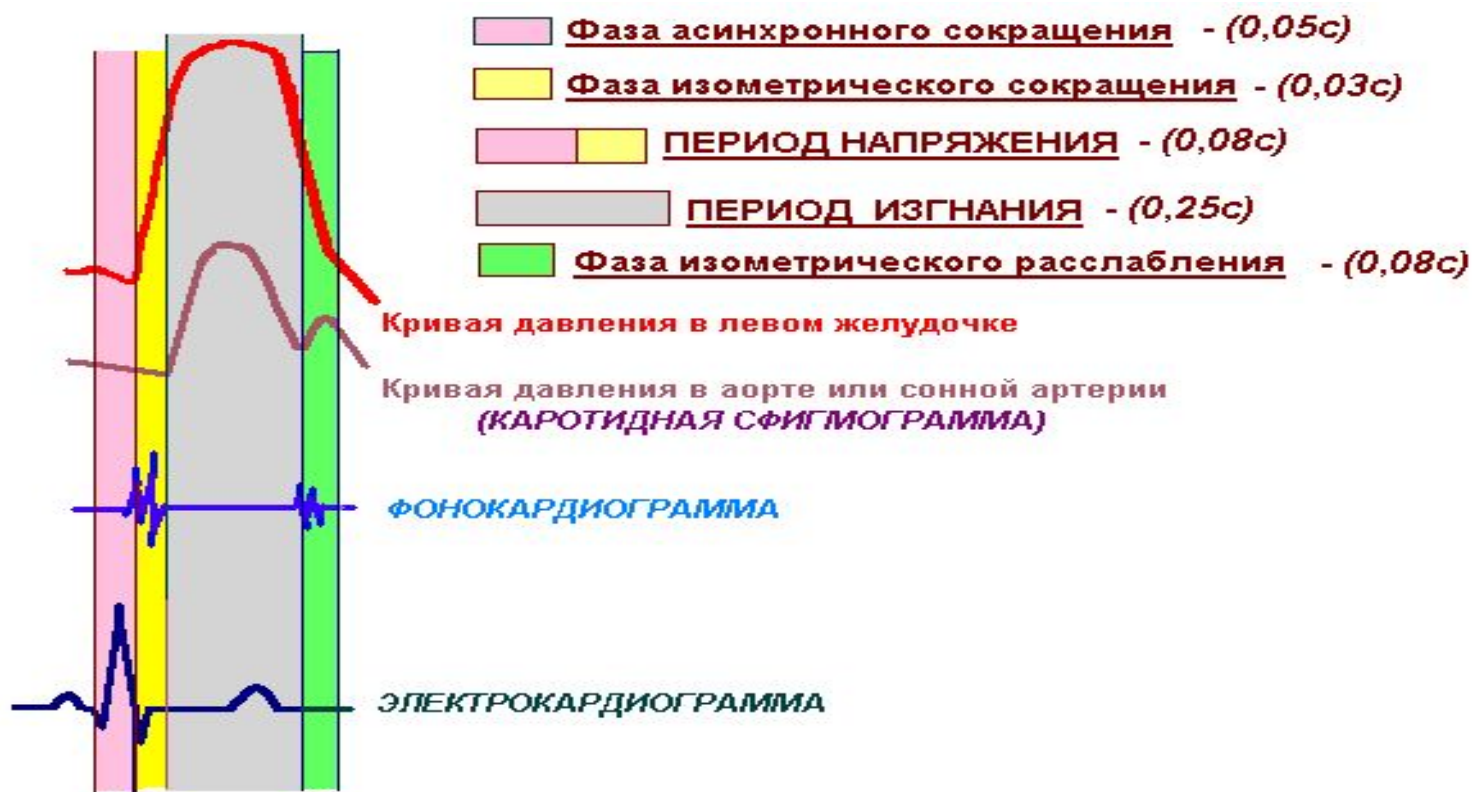 Фаза асинхронного сокращения - (0,05с)
Фаза изометрического сокращения - (0,03с)
ПЕРИОД НАПРЯЖЕНИЯ - (0,08с)
ПЕРИОД ИЗГНАНИЯ - (0,25с)
Фаза изометрического расслабления - (0,08с)
Кривая давления в левом желудочке
Кривая давления в аорте или сонной артерии
(КАРОТИДНАЯ СФИГМОГРАММА)
ФОНОКАРДИОГРАММА
ЭЛЕКТРОКАРДИОГРАММА